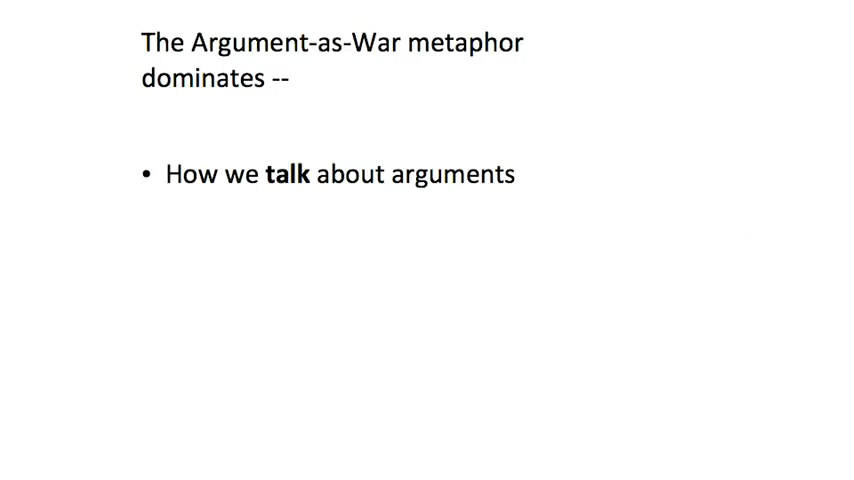 The Argument-as-War metaphor
dominates --
• How we talk about arguments